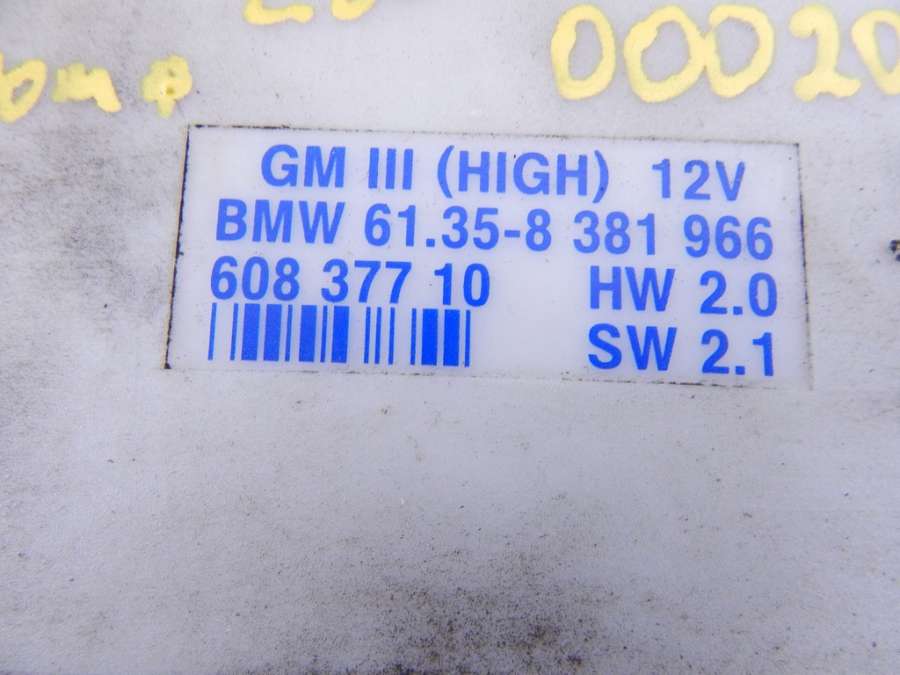 00020
GM III (HIGH) 12V
BMW 61.35-8 381 966
608 377 10 HW 2.0
SW 2.1